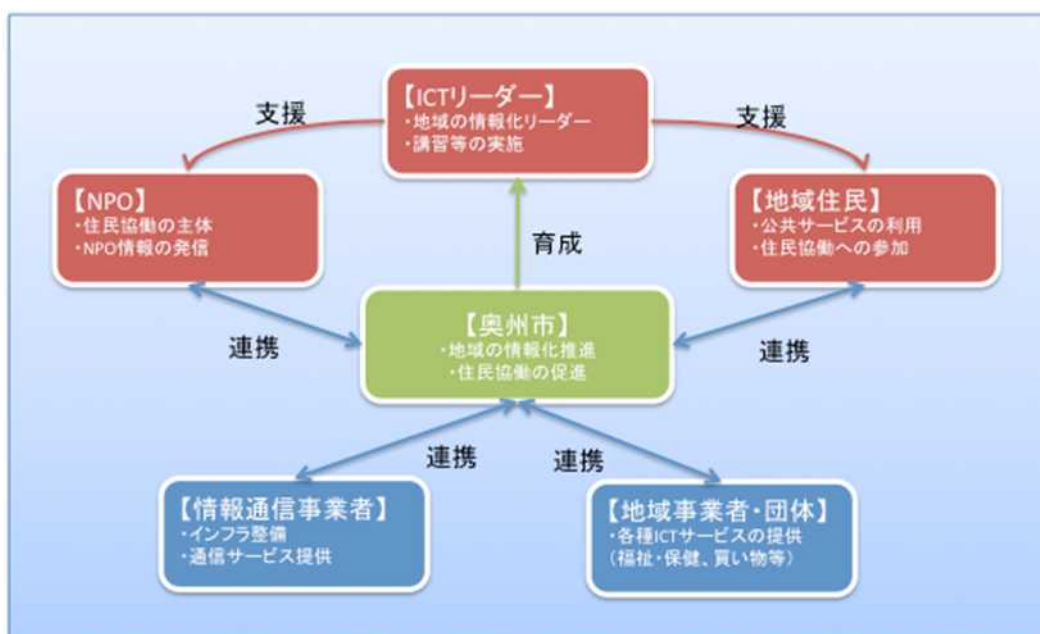 【ICTリーダー】
・地域の情報化リーダー
・講習等の実施
支援
支援
【NPO】
・住民協働の主体
・NPO情報の発信
【地域住民】
・公共サービスの利用
・住民協働への参加
育成
【奥州市】
・地域の情報化推進
・住民協働の促進
連携
連携
連携
連携
【情報通信事業者】
・インフラ整備
・通信サービス提供
【地域事業者・団体】
・各種ICTサービスの提供
（福祉・保健、買い物等）